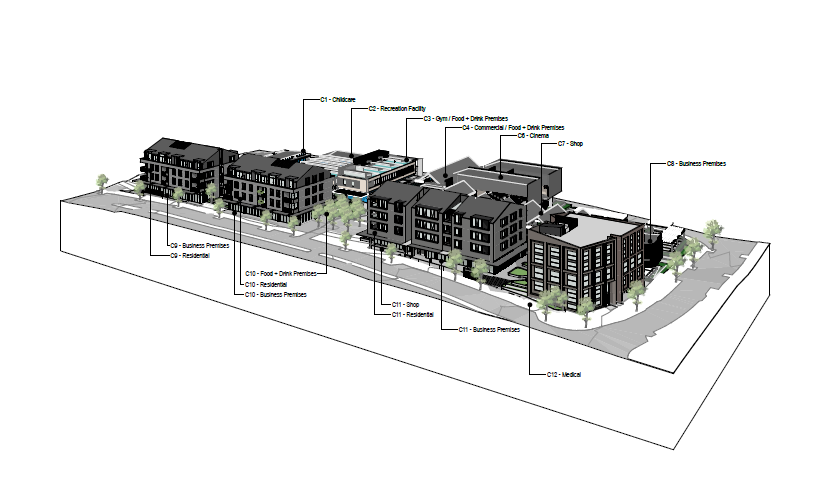 C1 - Childcare
C2 - Recreation Facility
C3 - Gym / Food + Drink Premises
C4 - Commercial / Food + Drink Premises
C6 - Cinema
C7 - Shop
C8 - Business Premises
C9 - Business Premises
C9 - Residential
C10 - Food + Drink Premises
C10 - Residential
C10 - Business Premises
C11 - Shop
C11 - Residential
C11 - Business Premises
C12 - Medical